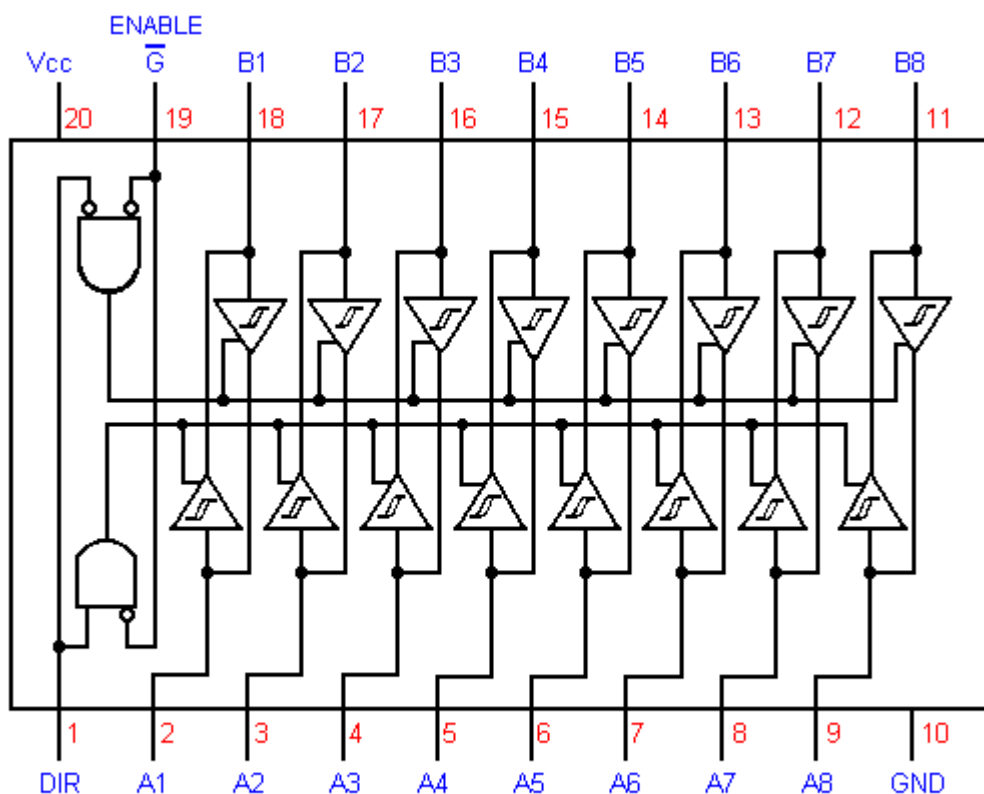 ENABLE
Vcc G̅ B1 B2 B3 B4 B5 B6 B7 B8
20 19 18 17 16 15 14 13 12 11
1 2 3 4 5 6 7 8 9 10
DIR A1 A2 A3 A4 A5 A6 A7 A8 GND